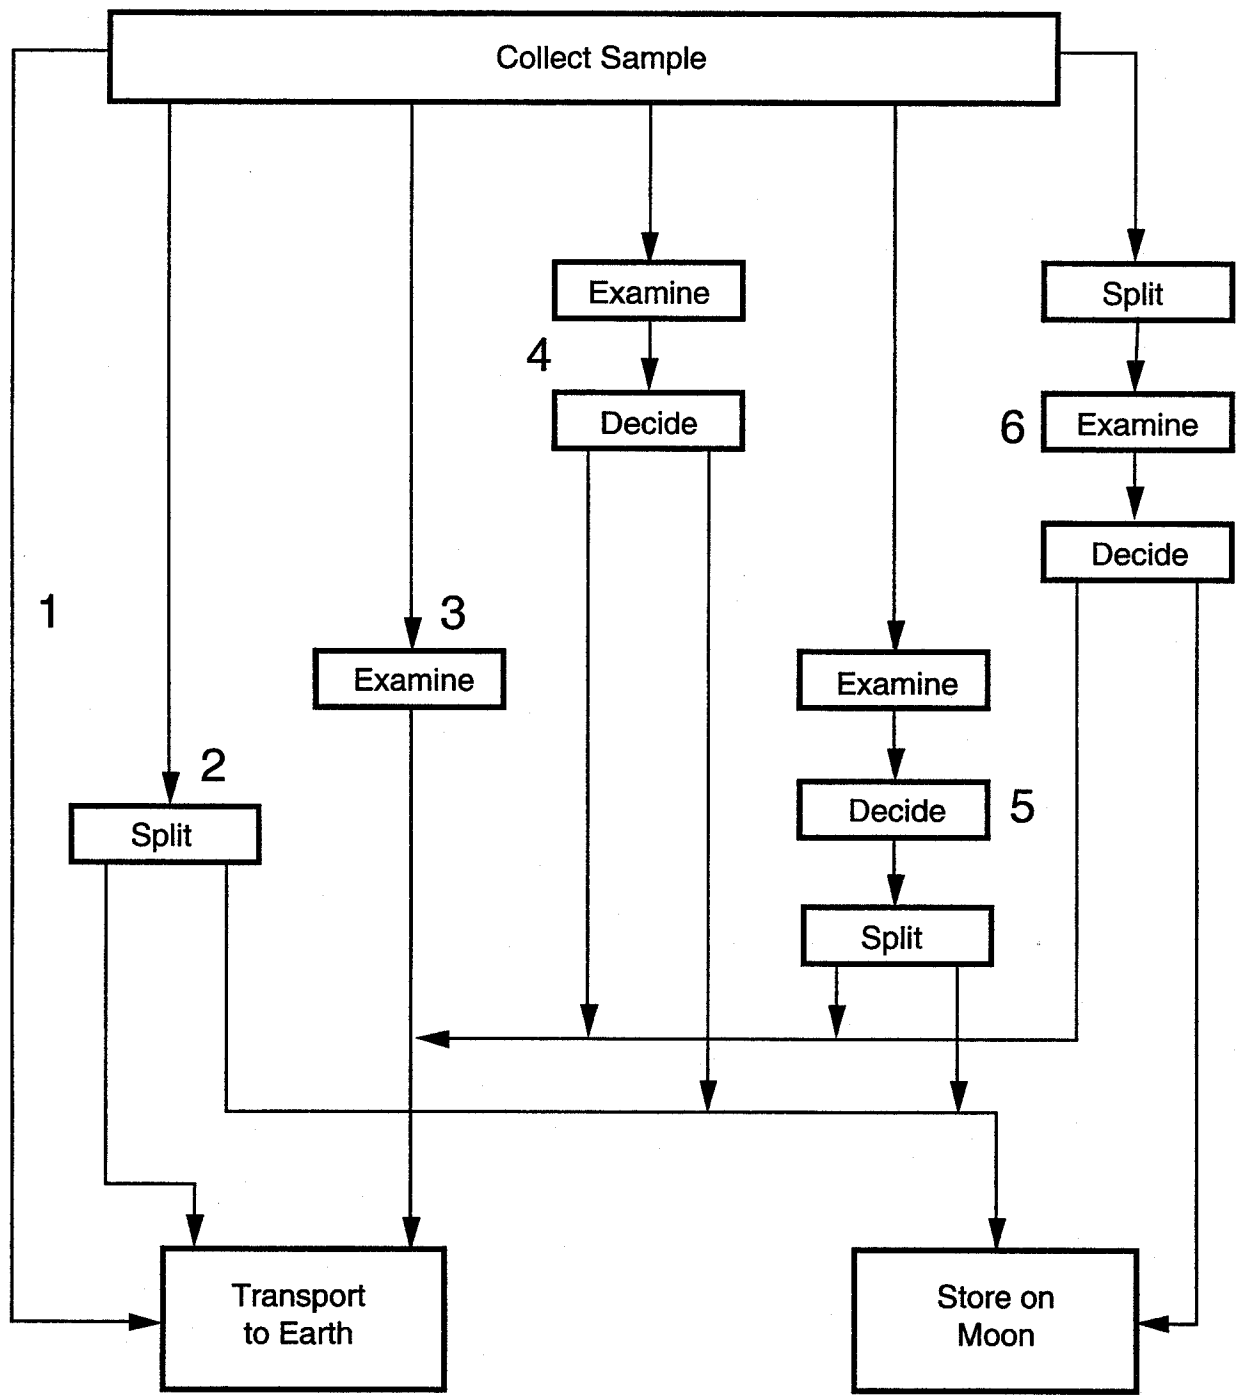 Collect Sample
Examine
Split
4
Decide
6
Examine
Decide
1
3
Examine
Examine
2
Split
Decide
5
Split
Transport
to Earth
Store on
Moon